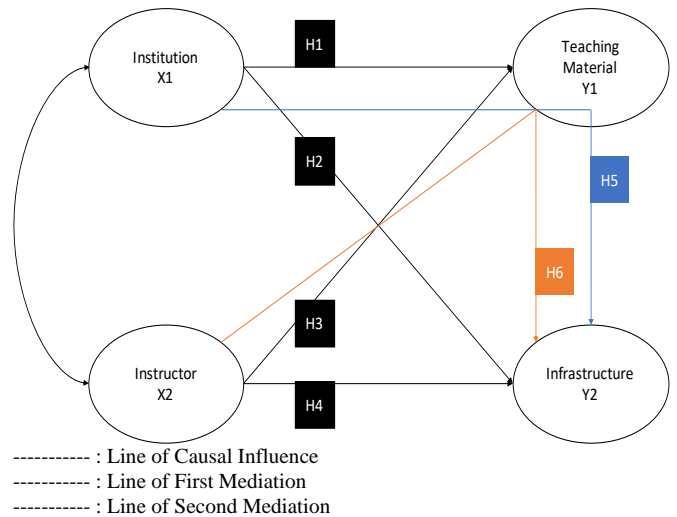 Institution
X1
H1
Teaching
Material
Y1
H2
H5
H6
H3
Instructor
X2
H4
Infrastructure
Y2
----------- : Line of Causal Influence
----------- : Line of First Mediation
----------- : Line of Second Mediation